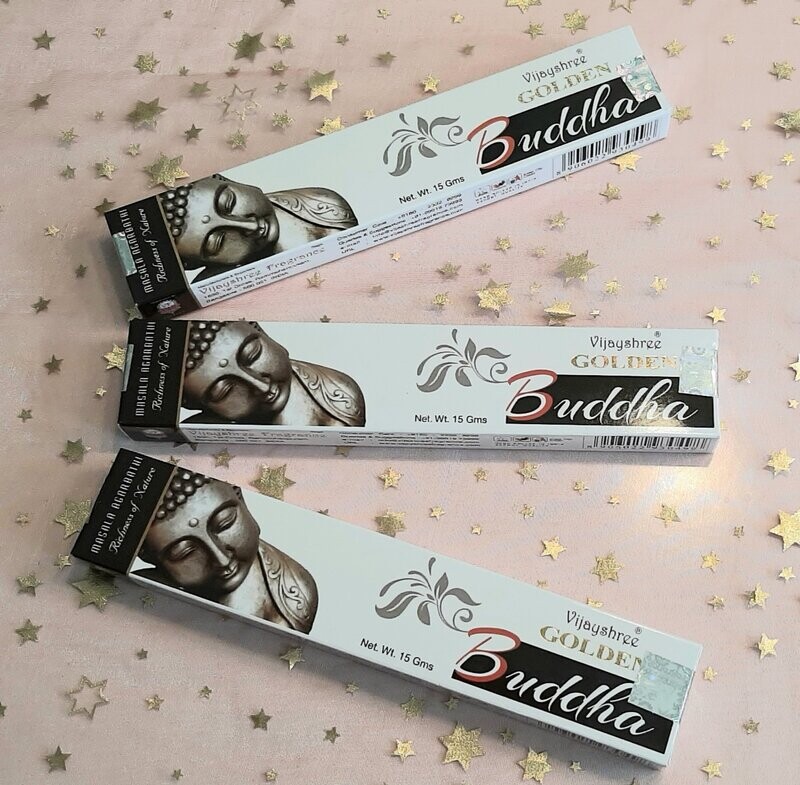 Vijayshree®
GOLDEN
Buddha
Net. Wt. 15 Gms
MASALA AGARBATHI
Richness of Nature
Vijayshree Fragrance
Vijayshree®
GOLDEN
Buddha
Net. Wt. 15 Gms
MASALA AGARBATHI
Richness of Nature
Vijayshree Fragrance
Vijayshree®
GOLDEN
Buddha
Net. Wt. 15 Gms
MASALA AGARBATHI
Richness of Nature